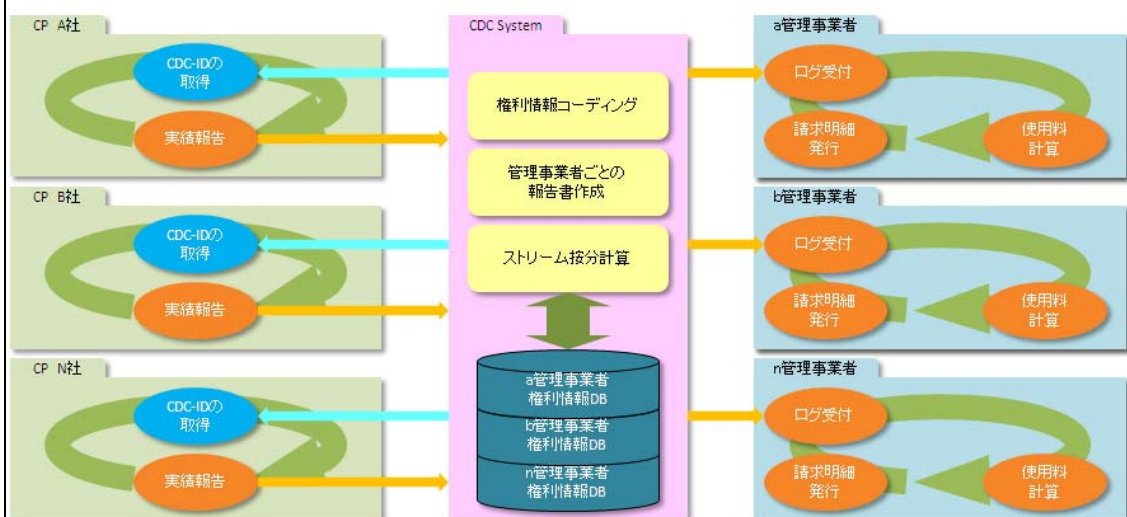 CP A社
CDC-IDの
取得
実績報告
CP B社
CDC-IDの
取得
実績報告
CP N社
CDC-IDの
取得
実績報告
CDC System
権利情報コーディング
管理事業者ごとの
報告書作成
ストリーム按分計算
a管理事業者
権利情報DB
b管理事業者
権利情報DB
n管理事業者
権利情報DB
a管理事業者
ログ受付
請求明細
発行
使用料
計算
b管理事業者
ログ受付
請求明細
発行
使用料
計算
n管理事業者
ログ受付
請求明細
発行
使用料
計算